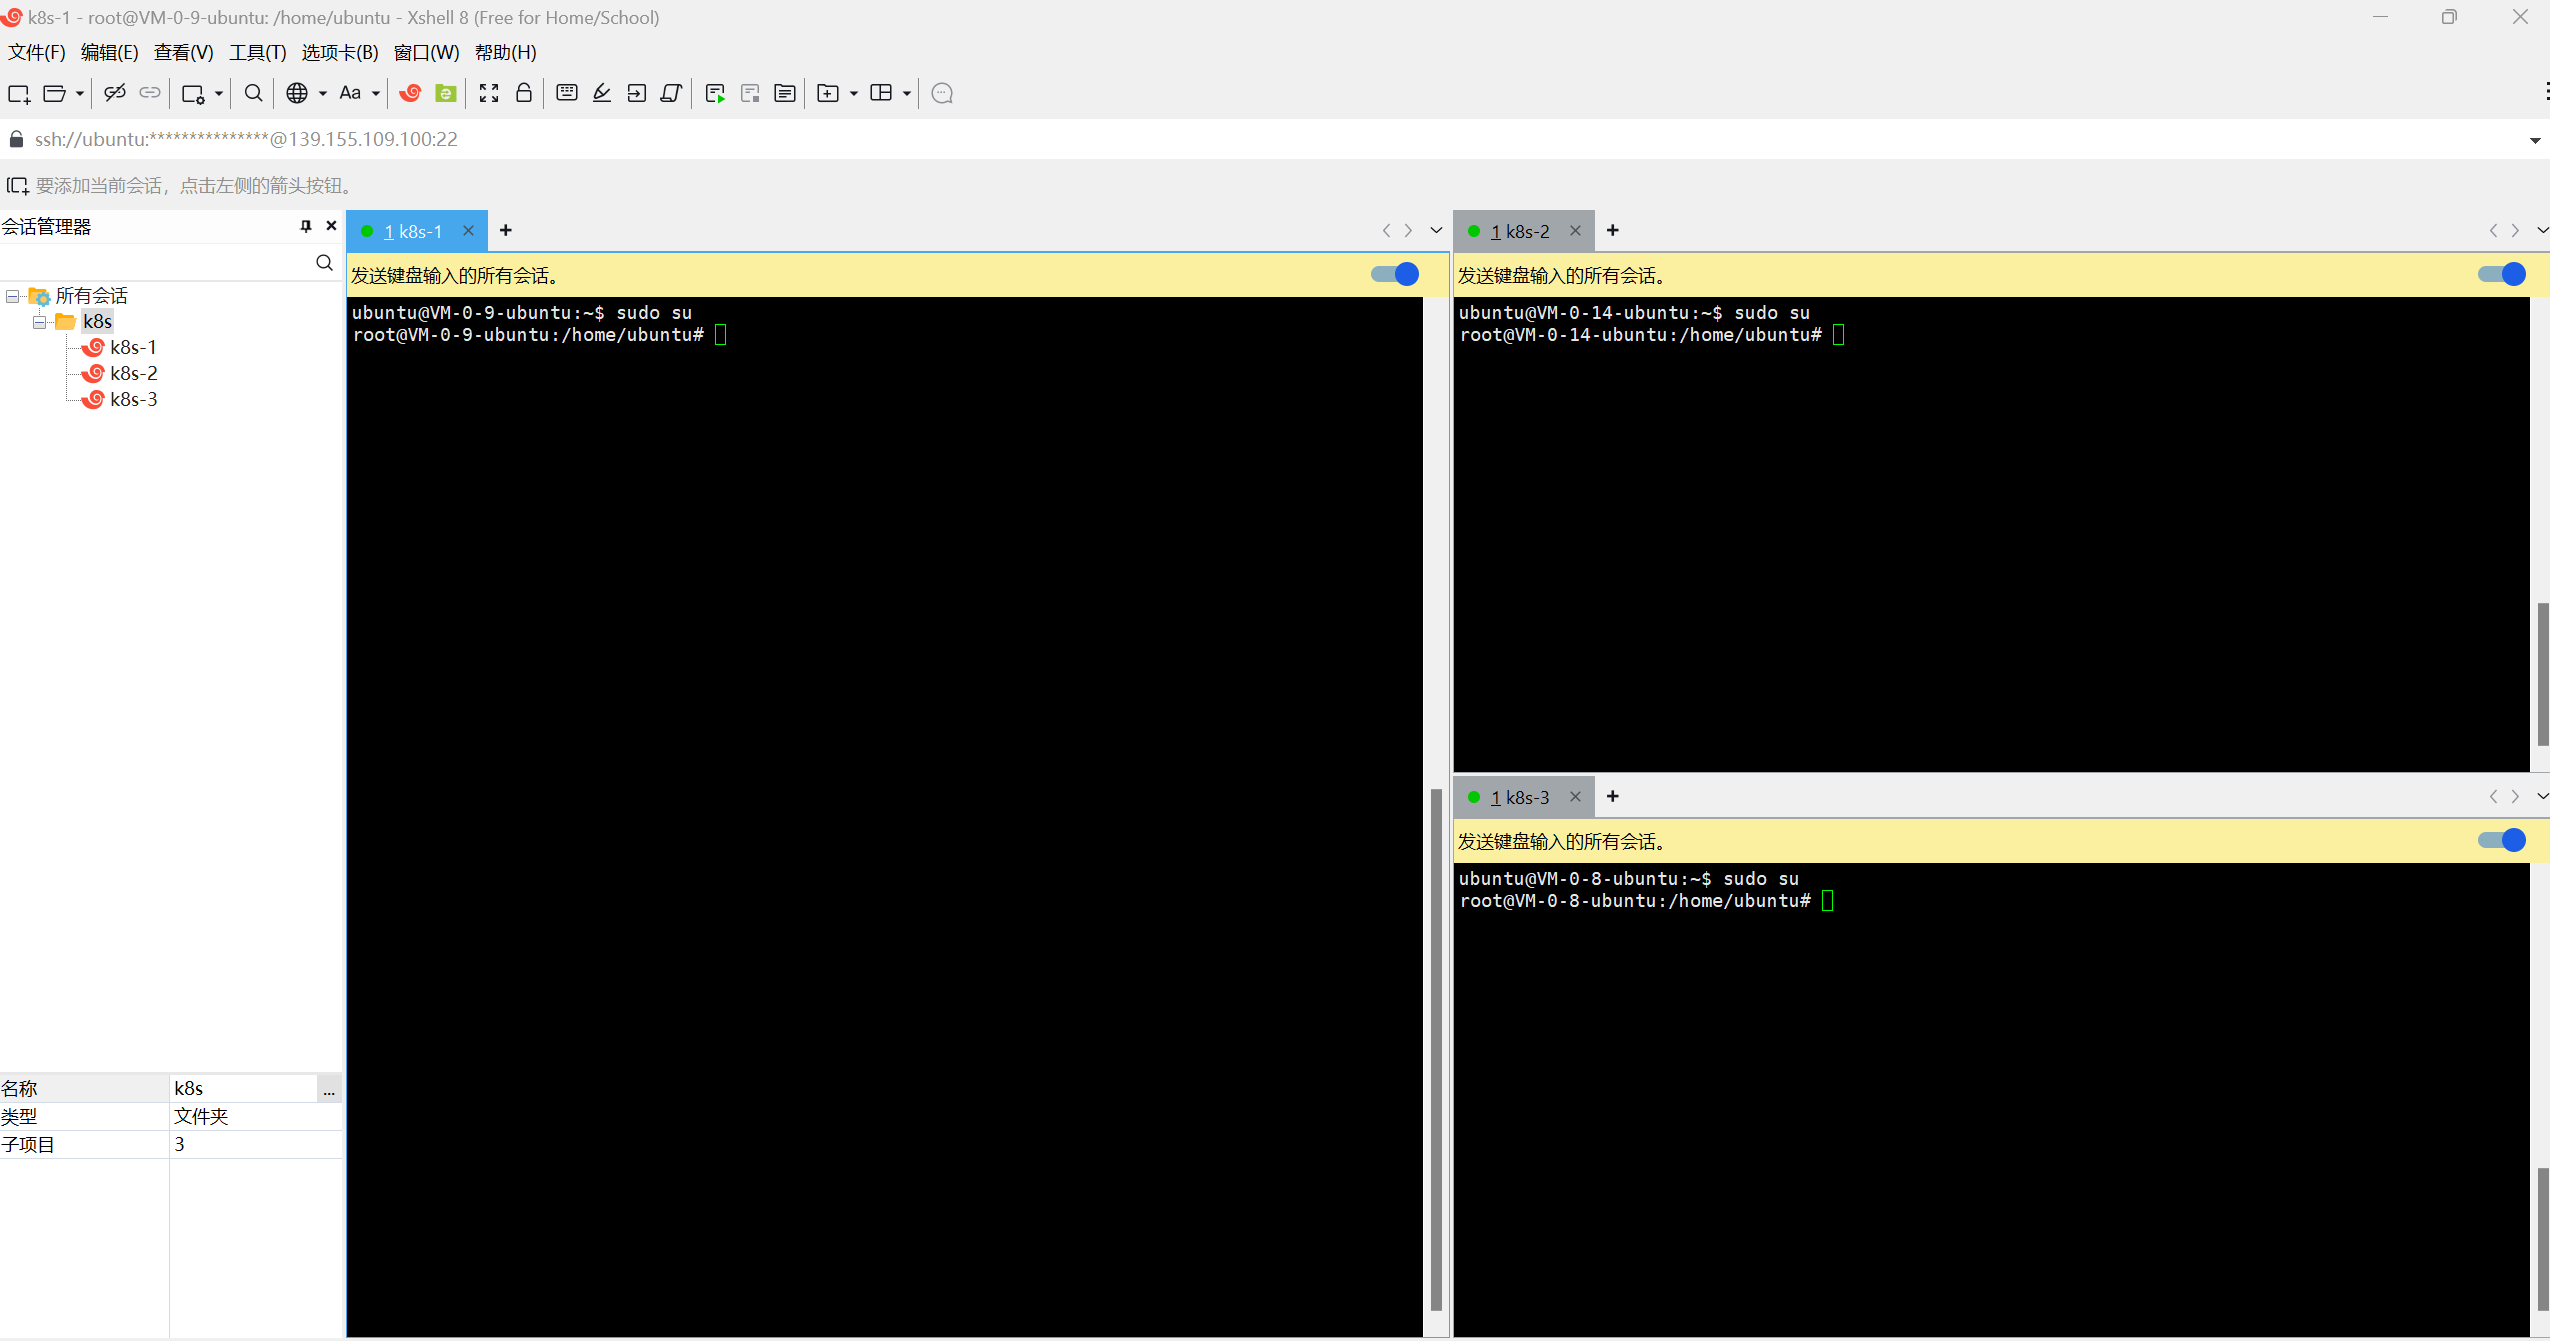 k8s-1 - root@VM-0-9-ubuntu: /home/ubuntu - Xshell 8 (Free for Home/School)
文件(F) 编辑(E) 查看(V) 工具(T) 选项卡(B) 窗口(W) 帮助(H)
Aa
ssh://ubuntu:***************@139.155.109.100:22
要添加当前会话，点击左侧的箭头按钮。
会话管理器
所有会话
k8s
k8s-1
k8s-2
k8s-3
名称 k8s ...
类型 文件夹
子项目 3
1 k8s-1
发送键盘输入的所有会话。
ubuntu@VM-0-9-ubuntu:~$ sudo su
root@VM-0-9-ubuntu:/home/ubuntu#
1 k8s-2
发送键盘输入的所有会话。
ubuntu@VM-0-14-ubuntu:~$ sudo su
root@VM-0-14-ubuntu:/home/ubuntu#
1 k8s-3
发送键盘输入的所有会话。
ubuntu@VM-0-8-ubuntu:~$ sudo su
root@VM-0-8-ubuntu:/home/ubuntu#